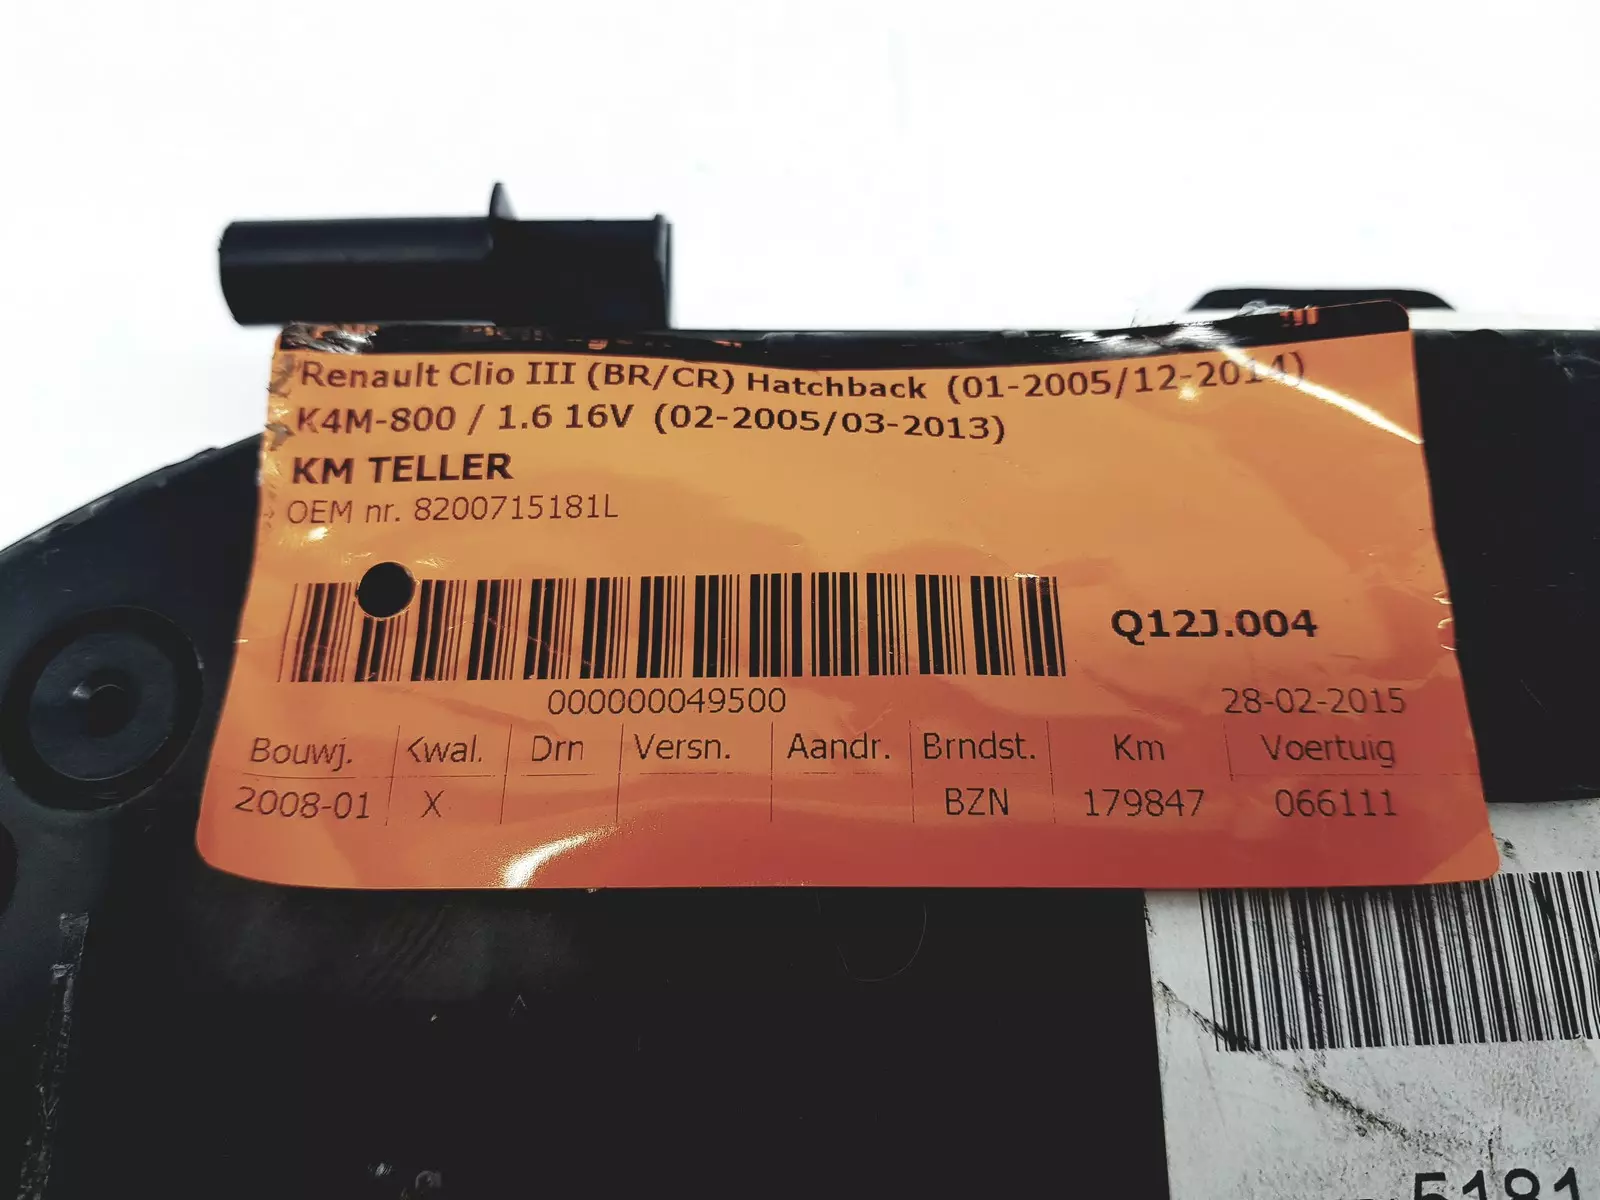 Renault Clio III (BR/CR) Hatchback (01-2005/12-2014)
K4M-800 / 1.6 16V (02-2005/03-2013)
KM TELLER
OEM nr. 8200715181L
Q12J.004
000000049500
28-02-2015
Bouwj. Kwal. Drn Versn. Aandr. Brndst. Km Voertuig
2008-01 X BZN 179847 066111
5181